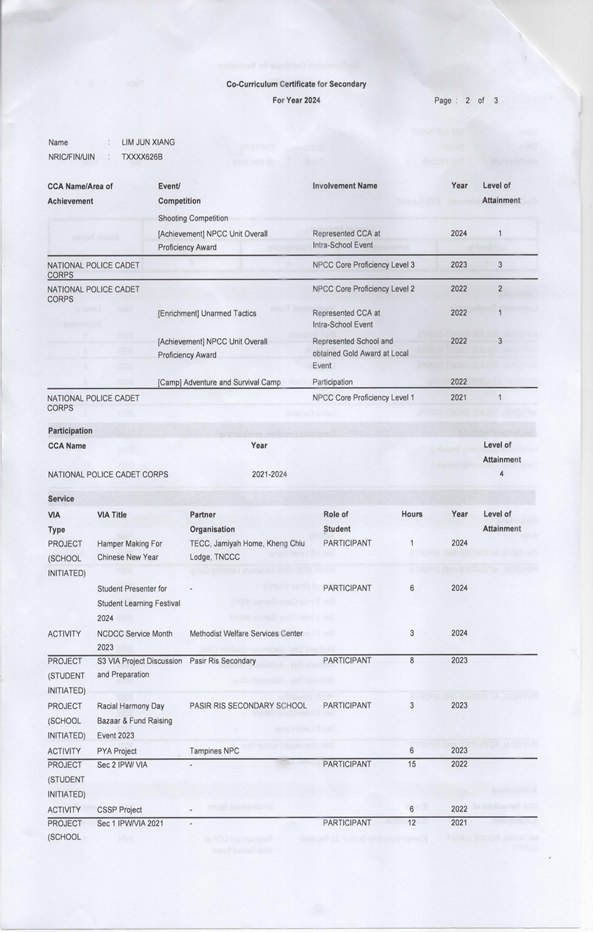 Co-Curriculum Certificate for Secondary
For Year 2024
Page : 2 of 3
Name : LIM JUN XIANG
NRIC/FIN/UIN : TXXXX626B
CCA Name/Area of Achievement Event/ Competition Involvement Name Year Level of Attainment
Shooting Competition
[Achievement] NPCC Unit Overall Represented CCA at 2024 1
Proficiency Award Intra-School Event
NATIONAL POLICE CADET NPCC Core Proficiency Level 3 2023 3
CORPS
NATIONAL POLICE CADET NPCC Core Proficiency Level 2 2022 2
CORPS
[Enrichment] Unarmed Tactics Represented CCA at 2022 1
Intra-School Event
[Achievement] NPCC Unit Overall Represented School and 2022 3
Proficiency Award obtained Gold Award at Local
Event
[Camp] Adventure and Survival Camp Participation 2022
NATIONAL POLICE CADET NPCC Core Proficiency Level 1 2021 1
CORPS
Participation
CCA Name Year Level of
Attainment
NATIONAL POLICE CADET CORPS 2021-2024 4
Service
VIA VIA Title Partner Role of Hours Year Level of
Type Organisation Student Attainment
PROJECT Hamper Making For TECC, Jamiyah Home, Kheng Chiu PARTICIPANT 1 2024
(SCHOOL Chinese New Year Lodge, TNCCC
INITIATED)
Student Presenter for - PARTICIPANT 6 2024
Student Learning Festival
2024
ACTIVITY NCDCC Service Month Methodist Welfare Services Center 3 2024
2023
PROJECT S3 VIA Project Discussion Pasir Ris Secondary PARTICIPANT 8 2023
(STUDENT and Preparation
INITIATED)
PROJECT Racial Harmony Day PASIR RIS SECONDARY SCHOOL PARTICIPANT 3 2023
(SCHOOL Bazaar & Fund Raising
INITIATED) Event 2023
ACTIVITY PYA Project Tampines NPC 6 2023
PROJECT Sec 2 IPW/ VIA - PARTICIPANT 15 2022
(STUDENT
INITIATED)
ACTIVITY CSSP Project - 6 2022
PROJECT Sec 1 IPW/VIA 2021 - PARTICIPANT 12 2021
(SCHOOL